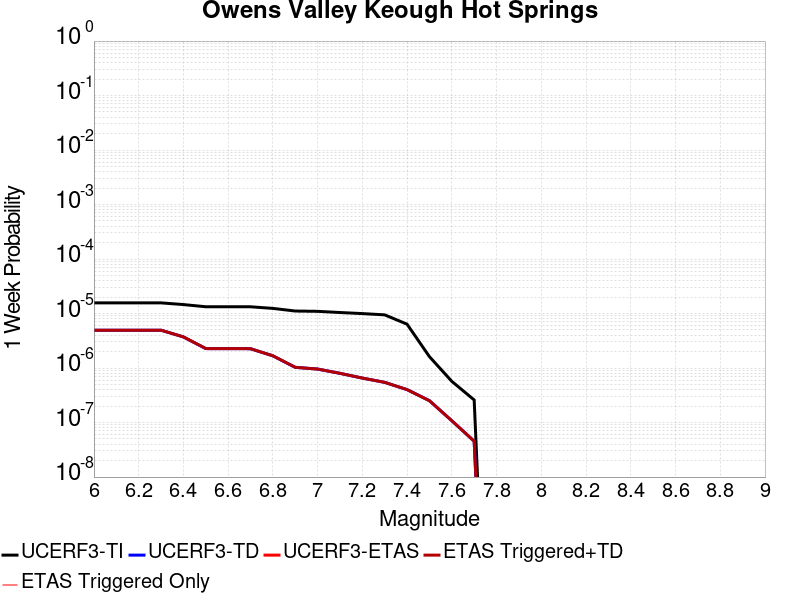 Owens Valley Keough Hot Springs
1 Week Probability
10^0
10^-1
10^-2
10^-3
10^-4
10^-5
10^-6
10^-7
10^-8
6 6.2 6.4 6.6 6.8 7 7.2 7.4 7.6 7.8 8 8.2 8.4 8.6 8.8 9
Magnitude
UCERF3-TI UCERF3-TD UCERF3-ETAS ETAS Triggered+TD
ETAS Triggered Only